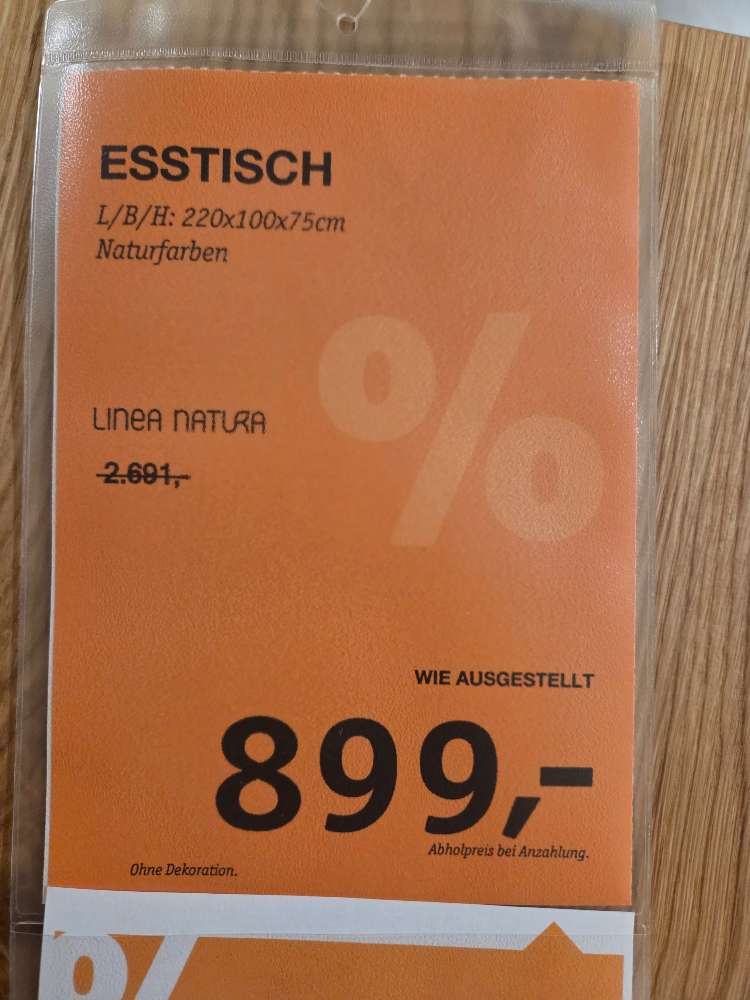 ESSTISCH
L/B/H: 220x100x75cm
Naturfarben
%
LINEA NATURA
2.691,-
WIE AUSGESTELLT
899,-
Abholpreis bei Anzahlung.
Ohne Dekoration.
%